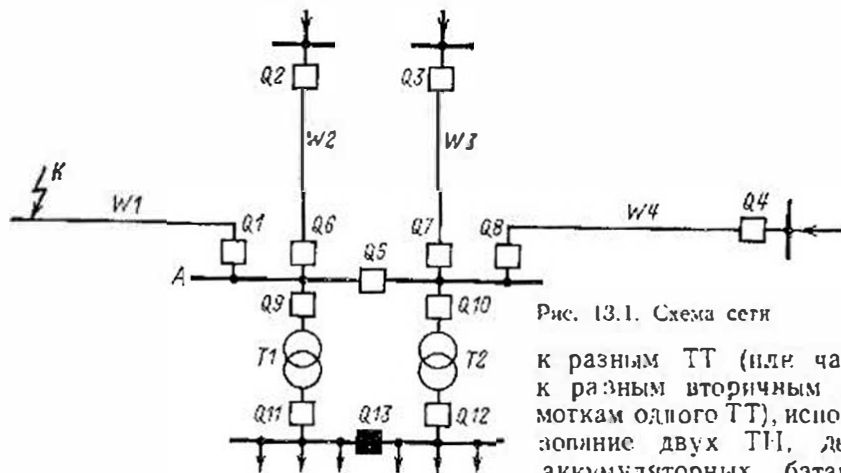 Q2
Q3
W2
W3
К
W1
W4
Q4
Q1
Q6
Q7
Q8
Q5
А
Q9
Q10
Рис. 13.1. Схема сети
T1
T2
к разным ТТ (или ча
к разным вторичным
моткам одного ТТ), испо
зование двух ТН, дв
аккумуляторных бата
Q11
Q13
Q12